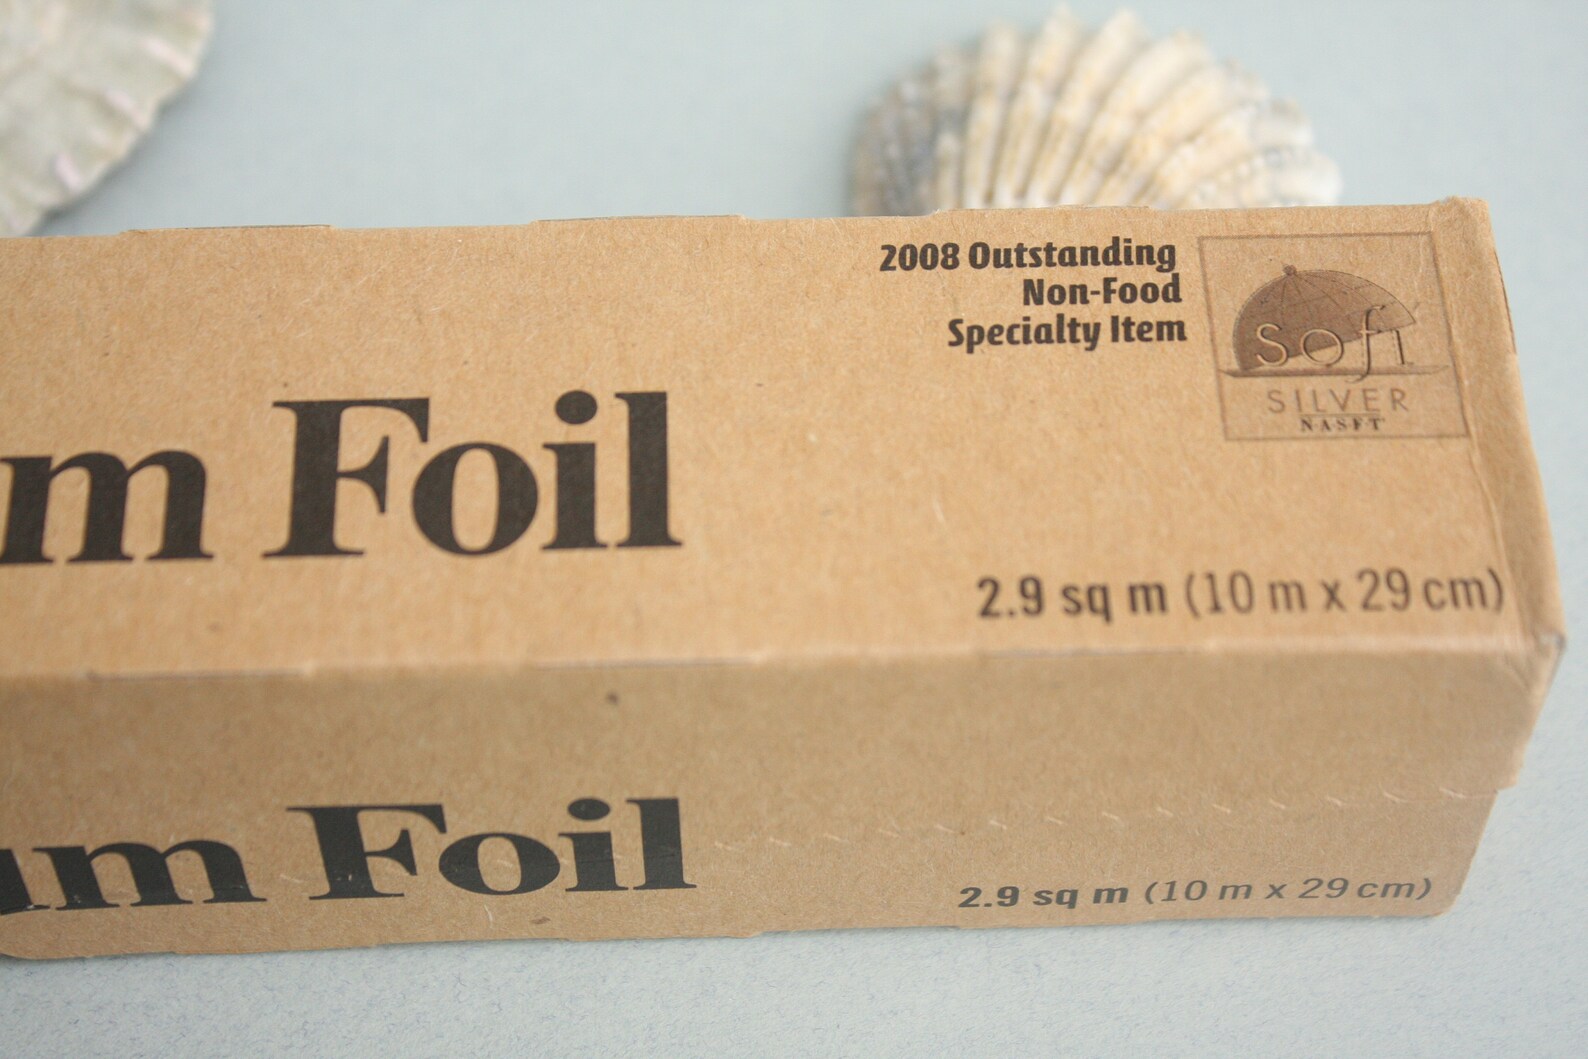 2008 Outstanding
Non-Food
Specialty Item
Sofi
SILVER
N·A·S·F·T
um Foil
2.9 sq m (10 m x 29 cm)
um Foil
2.9 sq m (10 m x 29 cm)